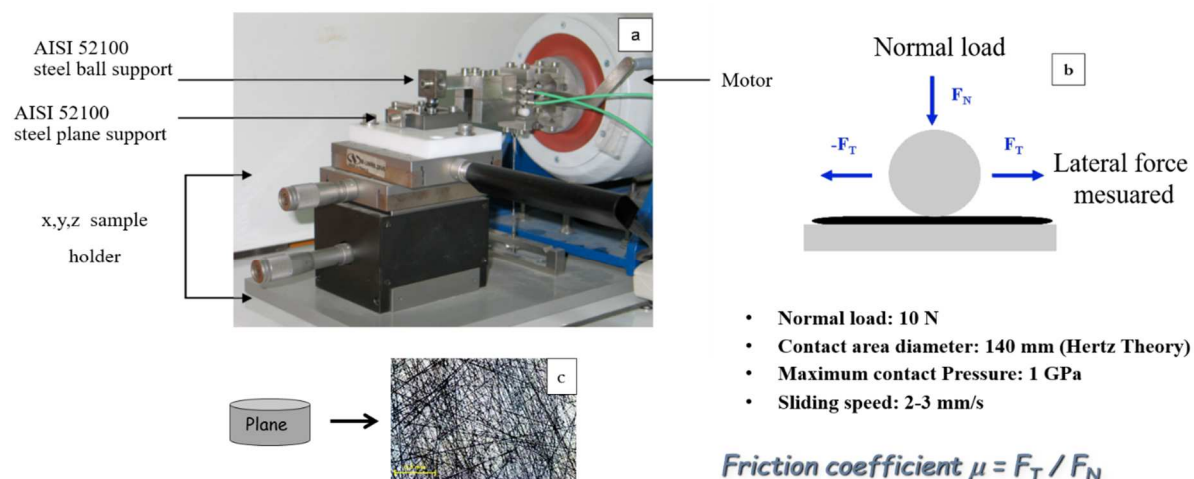 AISI 52100
steel ball support
AISI 52100
steel plane support
x,y,z sample
holder
a
Motor
Normal load
b
F_N
-F_T
F_T
Lateral force
mesuared
• Normal load: 10 N
• Contact area diameter: 140 mm (Hertz Theory)
• Maximum contact Pressure: 1 GPa
• Sliding speed: 2-3 mm/s
c
Plane
Friction coefficient μ = F_T / F_N